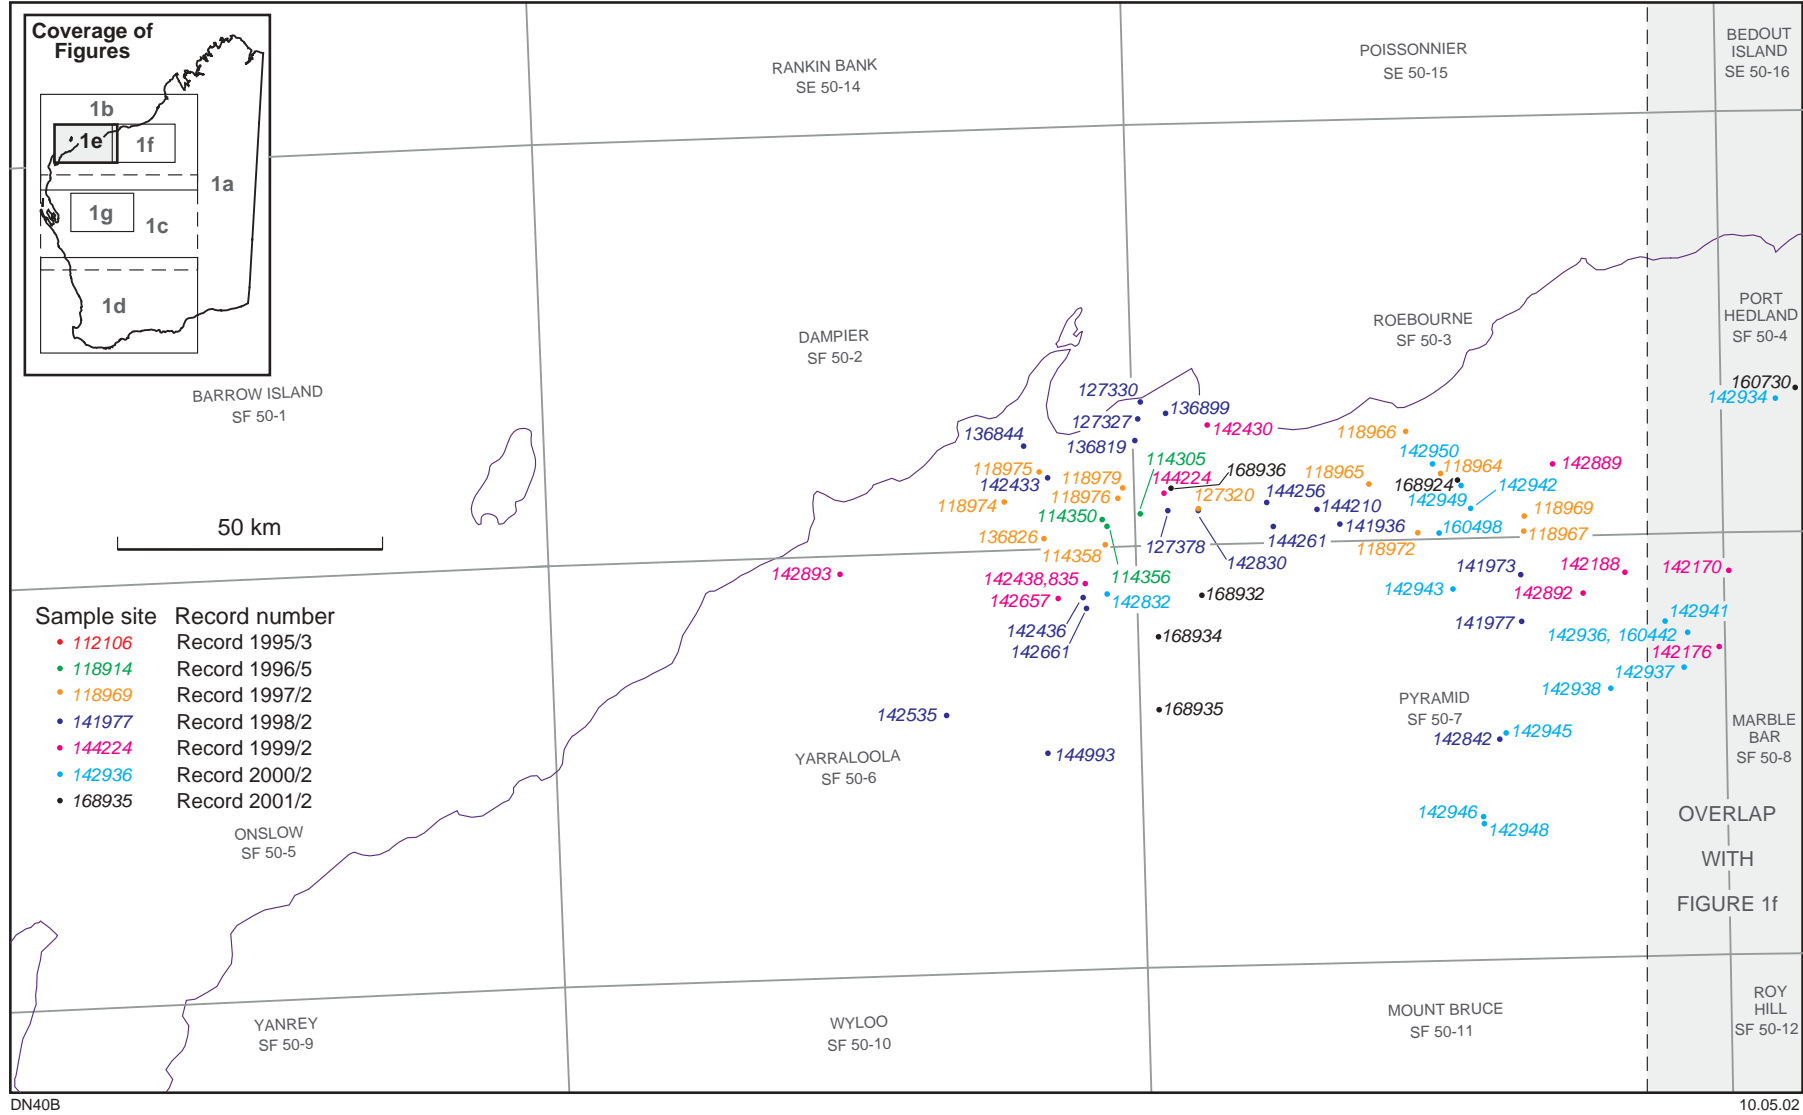 Coverage of
Figures
1b
1e
1f
1a
1g
1c
1d
RANKIN BANK
SE 50-14
POISSONNIER
SE 50-15
BEDOUT
ISLAND
SE 50-16
BARROW ISLAND
SF 50-1
DAMPIER
SF 50-2
ROEBOURNE
SF 50-3
PORT
HEDLAND
SF 50-4
160730
142934
127330
136899
127327
142430
136844
136819
118966
142950
114305
118975
142433
118979
144224
168936
118965
118964
142889
168924
118974
118976
127320
144256
142949
142942
114350
144210
118969
136826
141936
160498
118967
114358
127378
144261
118972
142830
50 km
142893
142438,835
114356
141973
142188
142170
142657
142832
168932
142943
142892
142436
168934
141977
142941
142936, 160442
142661
142176
142937
142938
Sample site Record number
112106 Record 1995/3
118914 Record 1996/5
118969 Record 1997/2
141977 Record 1998/2
144224 Record 1999/2
142936 Record 2000/2
168935 Record 2001/2
142535
168935
PYRAMID
SF 50-7
142945
142842
MARBLE
BAR
SF 50-8
144993
YARRALOOLA
SF 50-6
142946
142948
ONSLOW
SF 50-5
OVERLAP
WITH
FIGURE 1f
YANREY
SF 50-9
WYLOO
SF 50-10
MOUNT BRUCE
SF 50-11
ROY
HILL
SF 50-12
DN40B
10.05.02